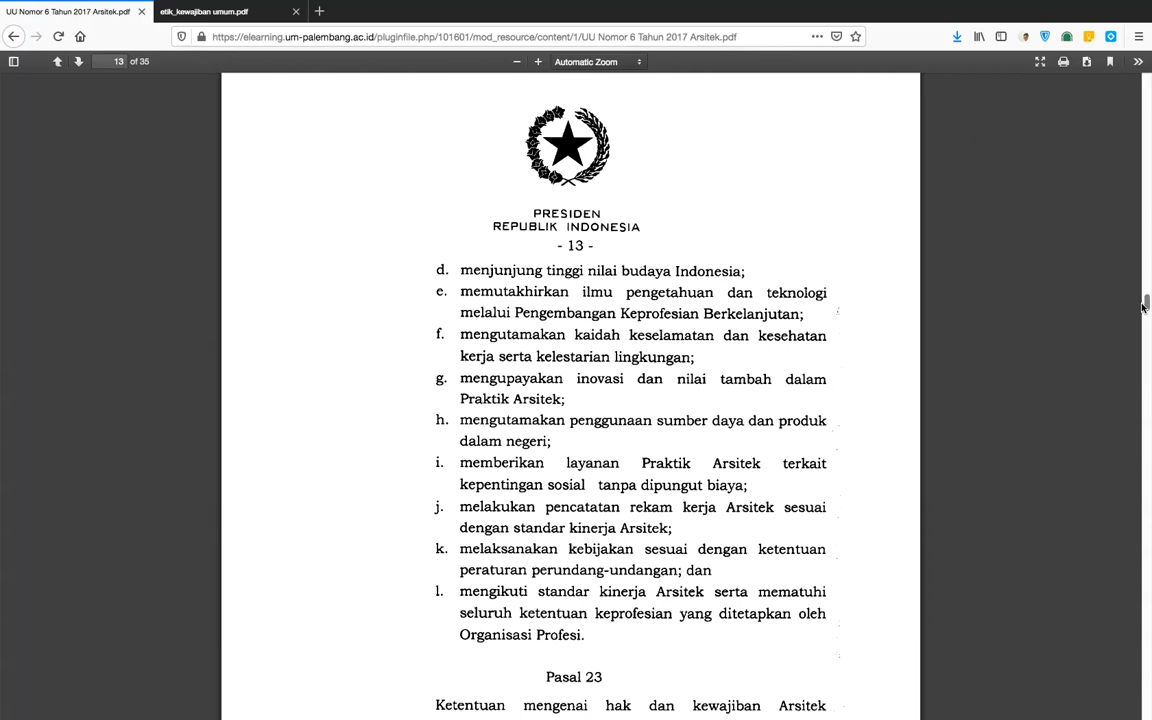 UU Nomor 6 Tahun 2017 Arsitek.pdf
etik_kewajiban umum.pdf
https://elearning.um-palembang.ac.id/pluginfile.php/101601/mod_resource/content/1/UU Nomor 6 Tahun 2017 Arsitek.pdf
13 of 35
Automatic Zoom
PRESIDEN
REPUBLIK INDONESIA
- 13 -
d. menjunjung tinggi nilai budaya Indonesia;
e. memutakhirkan ilmu pengetahuan dan teknologi
melalui Pengembangan Keprofesian Berkelanjutan;
f. mengutamakan kaidah keselamatan dan kesehatan
kerja serta kelestarian lingkungan;
g. mengupayakan inovasi dan nilai tambah dalam
Praktik Arsitek;
h. mengutamakan penggunaan sumber daya dan produk
dalam negeri;
i. memberikan layanan Praktik Arsitek terkait
kepentingan sosial tanpa dipungut biaya;
j. melakukan pencatatan rekam kerja Arsitek sesuai
dengan standar kinerja Arsitek;
k. melaksanakan kebijakan sesuai dengan ketentuan
peraturan perundang-undangan; dan
l. mengikuti standar kinerja Arsitek serta mematuhi
seluruh ketentuan keprofesian yang ditetapkan oleh
Organisasi Profesi.
Pasal 23
Ketentuan mengenai hak dan kewajiban Arsitek